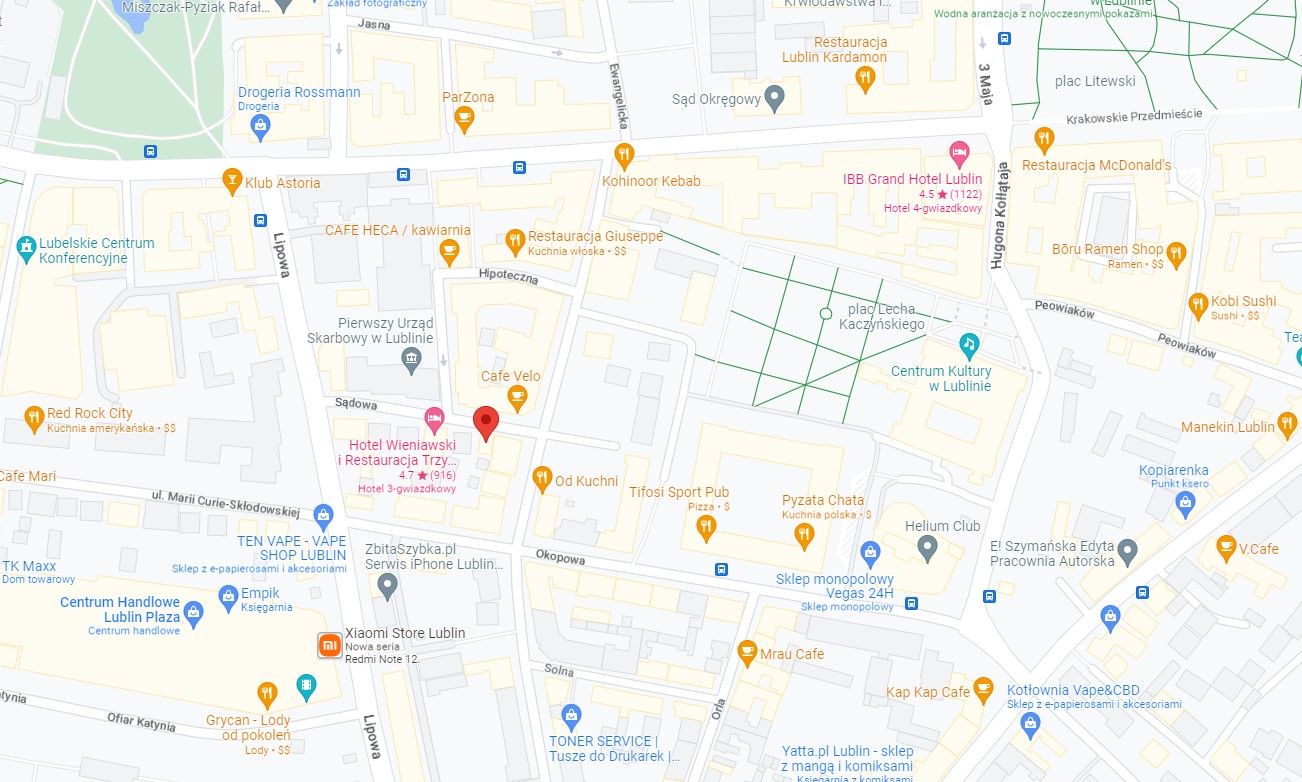 Miszczak-Pyziak Rafał...
Zakład fotograficzny
Krwiodawstwa i...
w Lublinie
Wodna aranżacja z nowoczesnymi pokazami
Jasna
Restauracja
Lublin Kardamon
3 Maja
plac Litewski
Drogeria Rossmann
Drogeria
ParZona
Ewangelicka
Sąd Okręgowy
Krakowskie Przedmieście
Restauracja McDonald's
Klub Astoria
Kohinoor Kebab
IBB Grand Hotel Lublin
4.5 ★ (1122)
Hotel 4-gwiazdkowy
Hugona Kołłątaja
Lubelskie Centrum
Konferencyjne
Lipowa
CAFE HECA / kawiarnia
Restauracja Giuseppe
Kuchnia włoska • $$
Bōru Ramen Shop
Ramen • $$
Hipoteczna
plac Lecha
Kaczyńskiego
Peowiaków
Kobi Sushi
Sushi • $$
Pierwszy Urząd
Skarbowy w Lublinie
Peowiaków
Tea
Centrum Kultury
w Lublinie
Cafe Velo
Sądowa
Red Rock City
Kuchnia amerykańska • $$
Hotel Wieniawski
i Restauracja Trzy...
4.7 ★ (916)
Hotel 3-gwiazdkowy
Manekin Lublin
Cafe Mari
Od Kuchni
Kopiarenka
Punkt ksero
ul. Marii Curie-Skłodowskiej
Tifosi Sport Pub
Pizza • $
Pyzata Chata
Kuchnia polska • $
Helium Club
TEN VAPE - VAPE
SHOP LUBLIN
Sklep z e-papierosami i akcesoriami
ZbitaSzybka.pl
Serwis iPhone Lublin...
Okopowa
E! Szymańska Edyta
Pracownia Autorska
V.Cafe
TK Maxx
Dom towarowy
Sklep monopolowy
Vegas 24H
Sklep monopolowy
Empik
Księgarnia
Centrum Handlowe
Lublin Plaza
Centrum handlowe
mi
Xiaomi Store Lublin
Nowa seria
Redmi Note 12.
Mrau Cafe
Solna
Kap Kap Cafe
Kotłownia Vape&CBD
Sklep z e-papierosami i akcesoriami
atynia
Ofiar Katynia
Grycan - Lody
od pokoleń
Lody • $$
Lipowa
Orla
TONER SERVICE |
Tusze do Drukarek |...
Yatta.pl Lublin - sklep
z mangą i komiksami
Księgarnia z komiksami